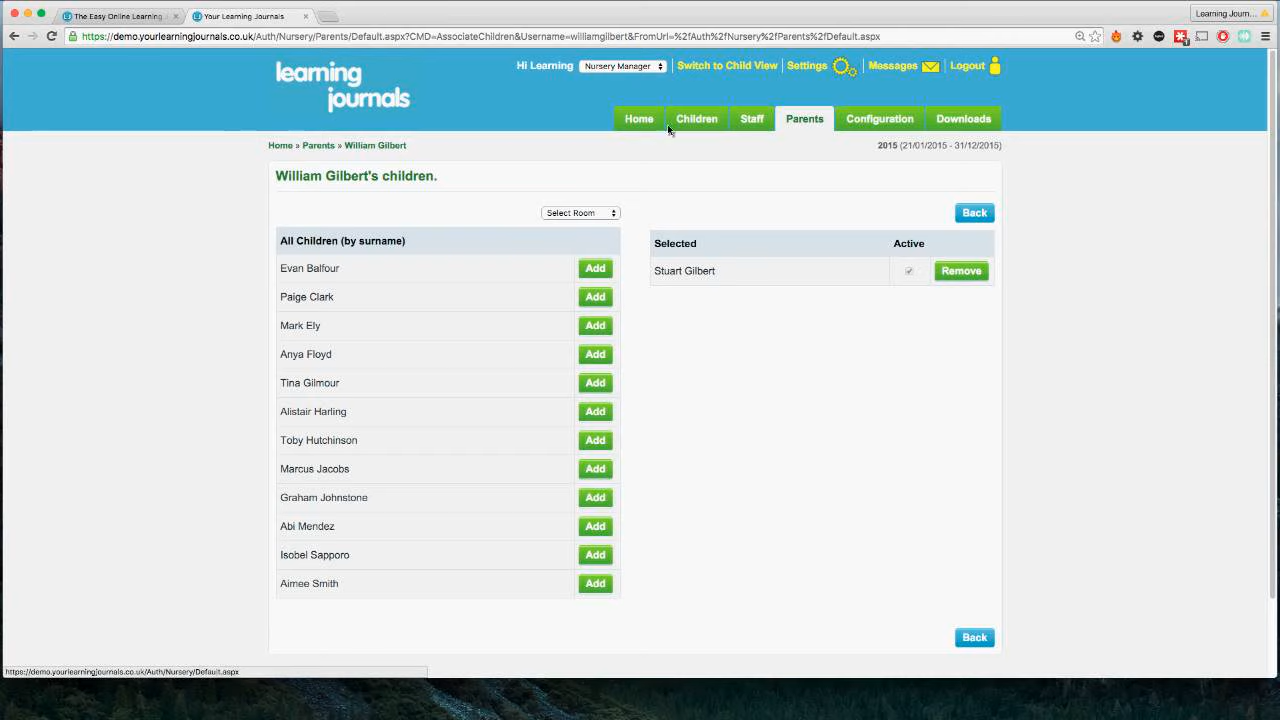 The Easy Online Learning
Your Learning Journals
Learning Journ...
https://demo.yourlearningjournals.co.uk/Auth/Nursery/Parents/Default.aspx?CMD=AssociateChildren&Username=williamgilbert&FromUrl=%2fAuth%2fNursery%2fParents%2fDefault.aspx
learning
journals
Hi Learning Nursery Manager Switch to Child View Settings Messages Logout
Home Children Staff Parents Configuration Downloads
Home » Parents » William Gilbert
2015 (21/01/2015 - 31/12/2015)
William Gilbert's children.
Select Room
Back
All Children (by surname)
Evan Balfour Add
Paige Clark Add
Mark Ely Add
Anya Floyd Add
Tina Gilmour Add
Alistair Harling Add
Toby Hutchinson Add
Marcus Jacobs Add
Graham Johnstone Add
Abi Mendez Add
Isobel Sapporo Add
Aimee Smith Add
Selected Active
Stuart Gilbert Remove
Back
https://demo.yourlearningjournals.co.uk/Auth/Nursery/Default.aspx